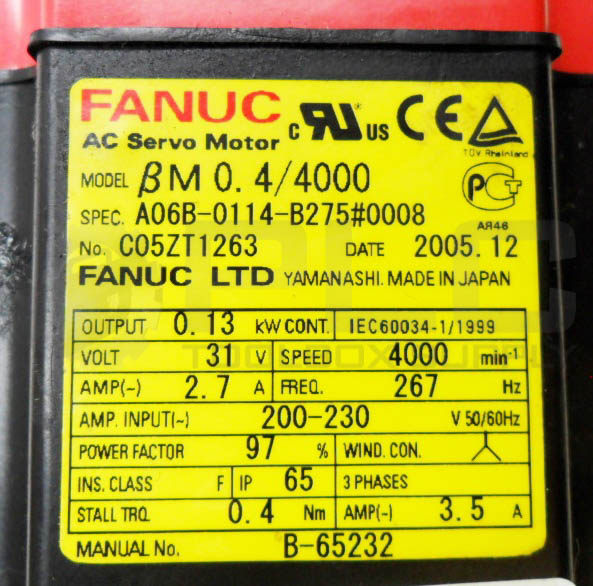 FANUC
c UR US CE
AC Servo Motor
TÜV Rheinland
MODEL βM 0.4/4000
PCT
SPEC. A06B-0114-B275#0008
АЯ46
No. C05ZT1263 DATE 2005.12
FANUC LTD YAMANASHI. MADE IN JAPAN
OUTPUT 0.13 kW CONT. IEC60034-1/1999
VOLT 31 V SPEED 4000 min-1
AMP(~) 2.7 A FREQ. 267 Hz
AMP. INPUT(~) 200-230 V 50/60Hz
POWER FACTOR 97 % WIND. CON.
INS. CLASS F IP 65 3 PHASES
STALL TRQ. 0.4 Nm AMP(~) 3.5 A
MANUAL No. B-65232